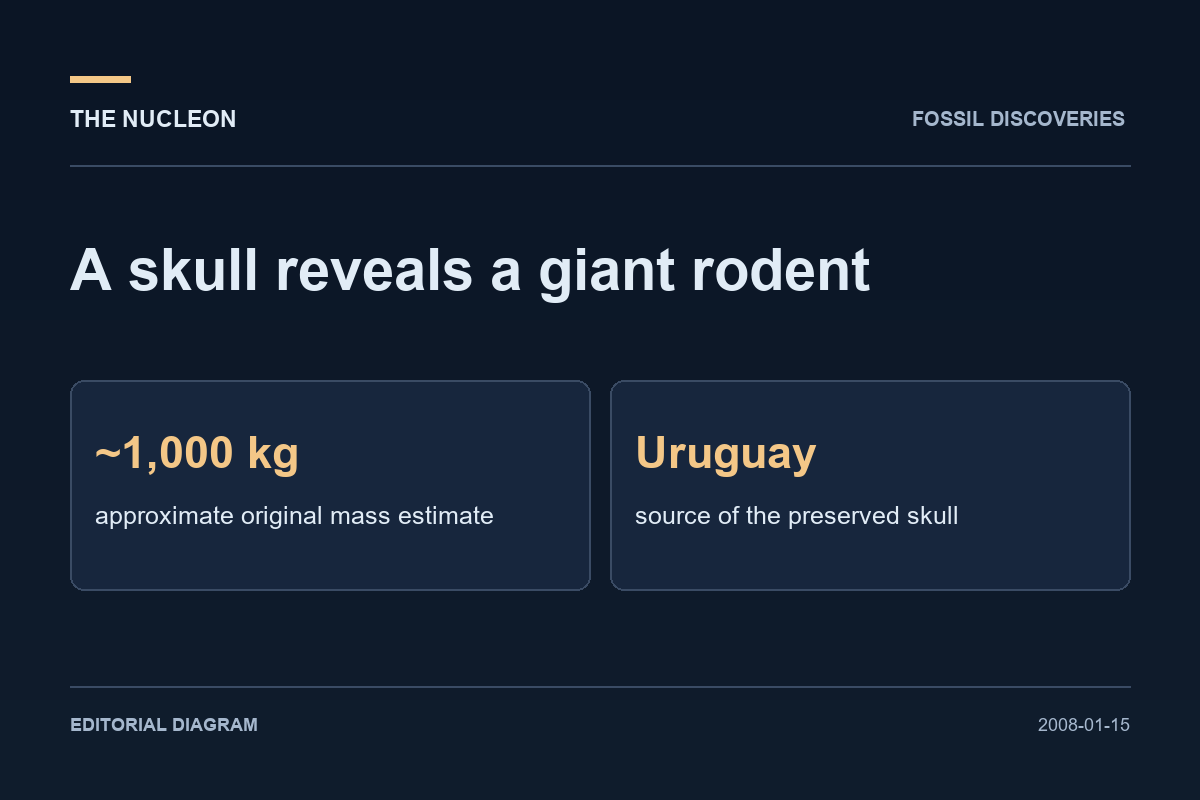 THE NUCLEON
FOSSIL DISCOVERIES
A skull reveals a giant rodent
~1,000 kg
approximate original mass estimate
Uruguay
source of the preserved skull
EDITORIAL DIAGRAM
2008-01-15